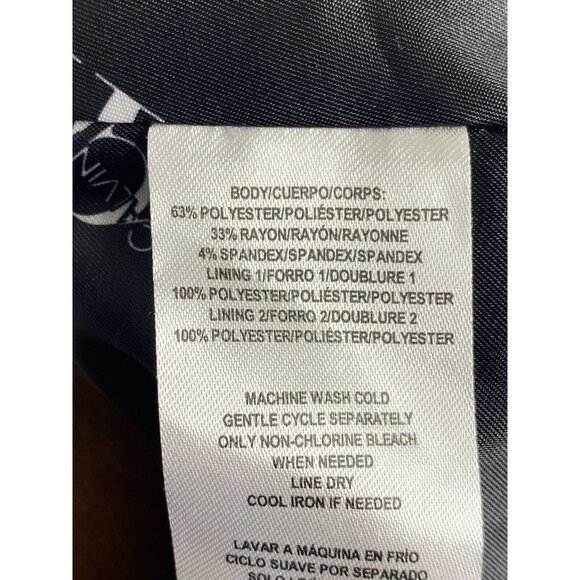 BODY/CUERPO/CORPS:
63% POLYESTER/POLIÉSTER/POLYESTER
33% RAYON/RAYÓN/RAYONNE
4% SPANDEX/SPANDEX/SPANDEX
LINING 1/FORRO 1/DOUBLURE 1
100% POLYESTER/POLIÉSTER/POLYESTER
LINING 2/FORRO 2/DOUBLURE 2
100% POLYESTER/POLIÉSTER/POLYESTER
MACHINE WASH COLD
GENTLE CYCLE SEPARATELY
ONLY NON-CHLORINE BLEACH
WHEN NEEDED
LINE DRY
COOL IRON IF NEEDED
LAVAR A MÁQUINA EN FRÍO
CICLO SUAVE POR SEPARADO